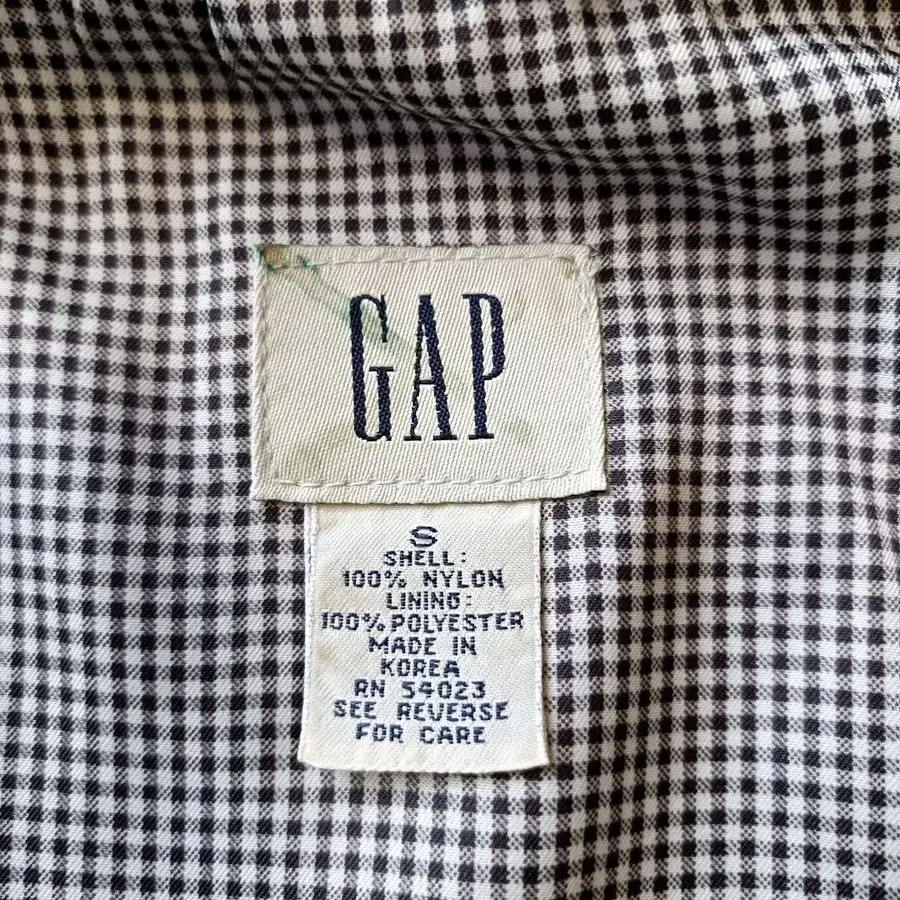 GAP
S
SHELL:
100% NYLON
LINING:
100% POLYESTER
MADE IN
KOREA
RN 54023
SEE REVERSE
FOR CARE